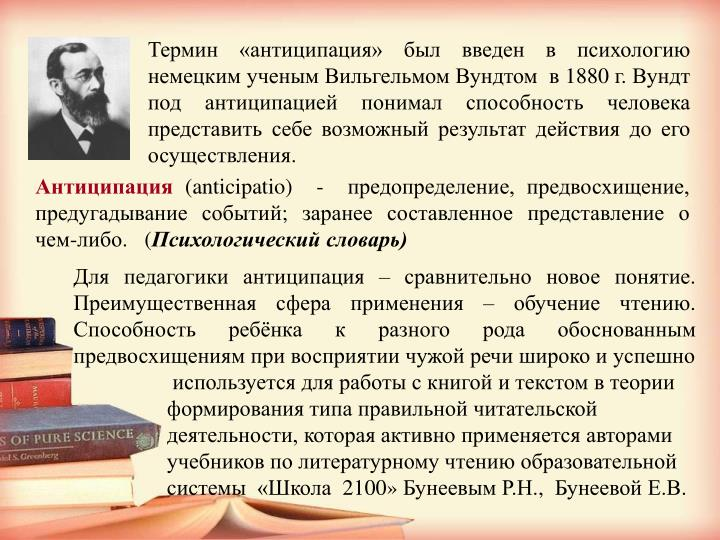 Термин «антиципация» был введен в психологию
немецким ученым Вильгельмом Вундтом в 1880 г. Вундт
под антиципацией понимал способность человека
представить себе возможный результат действия до его
осуществления.
Антиципация (anticipatio) - предопределение, предвосхищение,
предугадывание событий; заранее составленное представление о
чем-либо. (Психологический словарь)
Для педагогики антиципация – сравнительно новое понятие.
Преимущественная сфера применения – обучение чтению.
Способность ребёнка к разного рода обоснованным
предвосхищениям при восприятии чужой речи широко и успешно
используется для работы с книгой и текстом в теории
формирования типа правильной читательской
деятельности, которая активно применяется авторами
учебников по литературному чтению образовательной
системы «Школа 2100» Бунеевым Р.Н., Бунеевой Е.В.
OF PURE SCIENCE
S. Greenberg